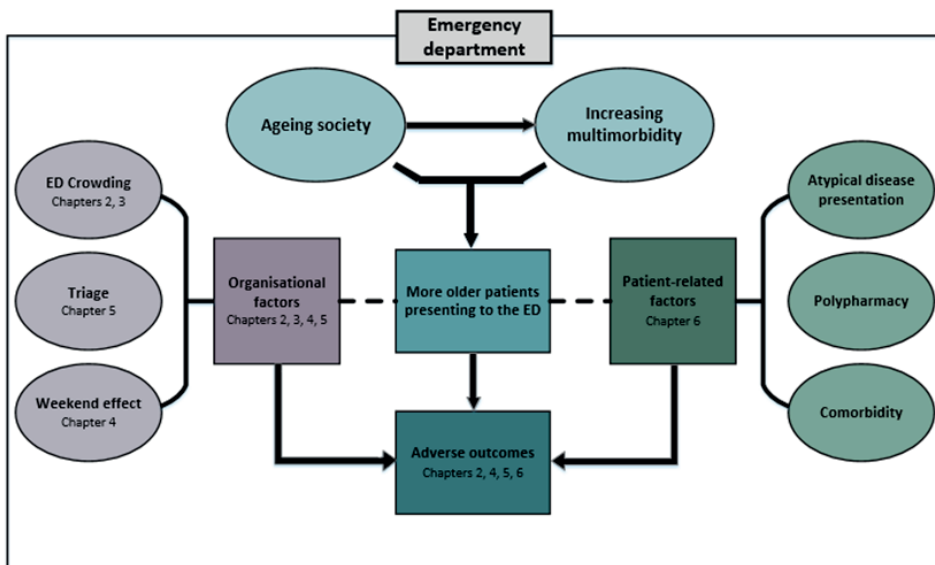 Emergency
department
Ageing society
Increasing
multimorbidity
ED Crowding
Chapters 2, 3
Triage
Chapter 5
Weekend effect
Chapter 4
Organisational
factors
Chapters 2, 3, 4, 5
More older patients
presenting to the ED
Patient-related
factors
Chapter 6
Atypical disease
presentation
Polypharmacy
Comorbidity
Adverse outcomes
Chapters 2, 4, 5, 6